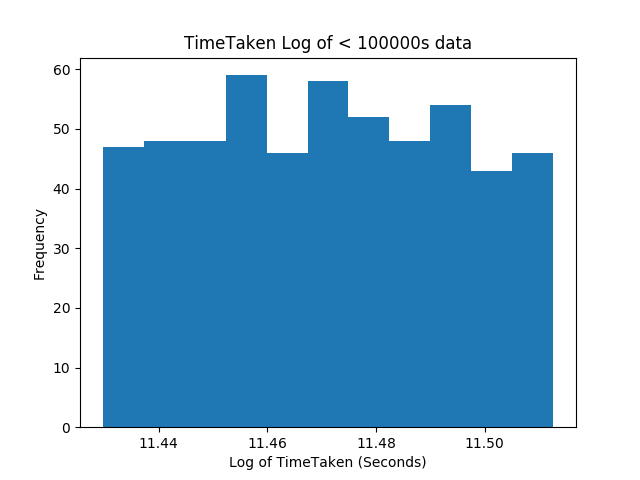 TimeTaken Log of < 100000s data
60
50
40
30
20
10
0
Frequency
11.44 11.46 11.48 11.50
Log of TimeTaken (Seconds)